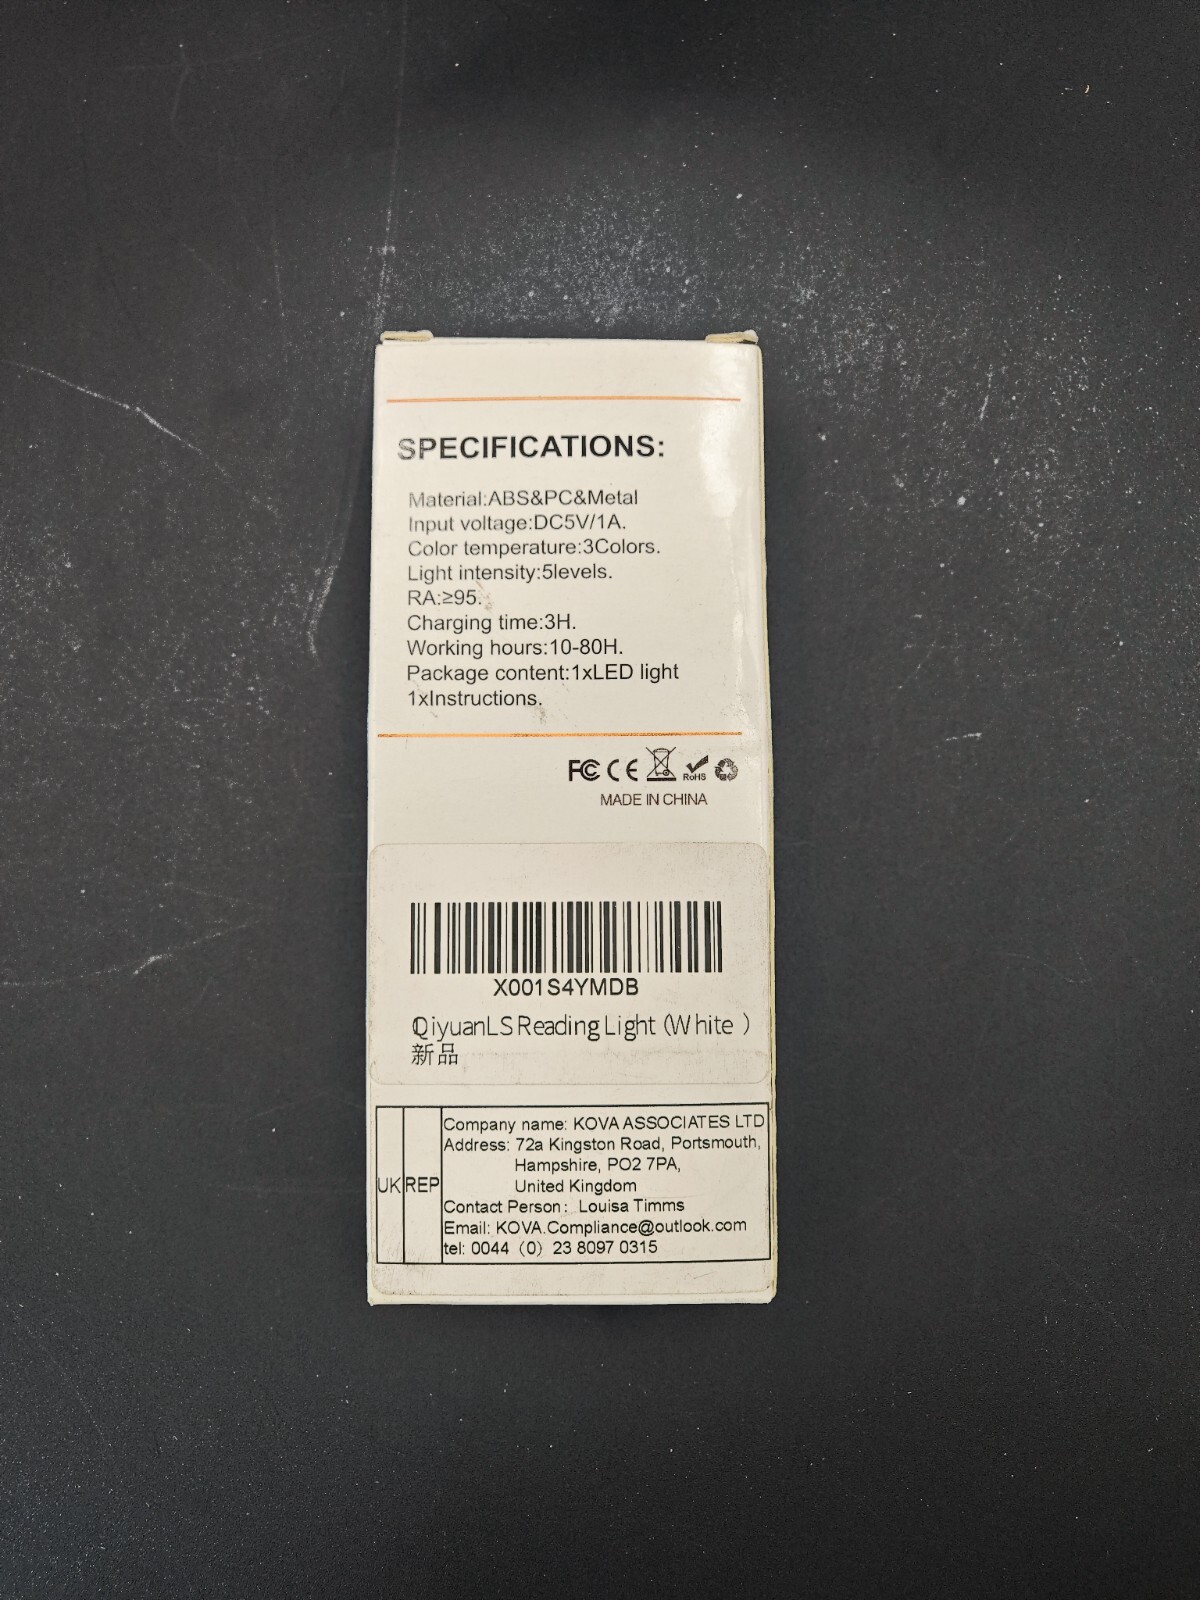 SPECIFICATIONS:
Material:ABS&PC&Metal
Input voltage:DC5V/1A.
Color temperature:3Colors.
Light intensity:5levels.
RA:≥95.
Charging time:3H.
Working hours:10-80H.
Package content:1xLED light
1xInstructions.
FC CE RoHS
MADE IN CHINA
X001S4YMDB
QiyuanLS Reading Light (White )
新品
UK REP
Company name: KOVA ASSOCIATES LTD
Address: 72a Kingston Road, Portsmouth,
Hampshire, PO2 7PA,
United Kingdom
Contact Person: Louisa Timms
Email: KOVA.Compliance@outlook.com
tel: 0044 (0) 23 8097 0315